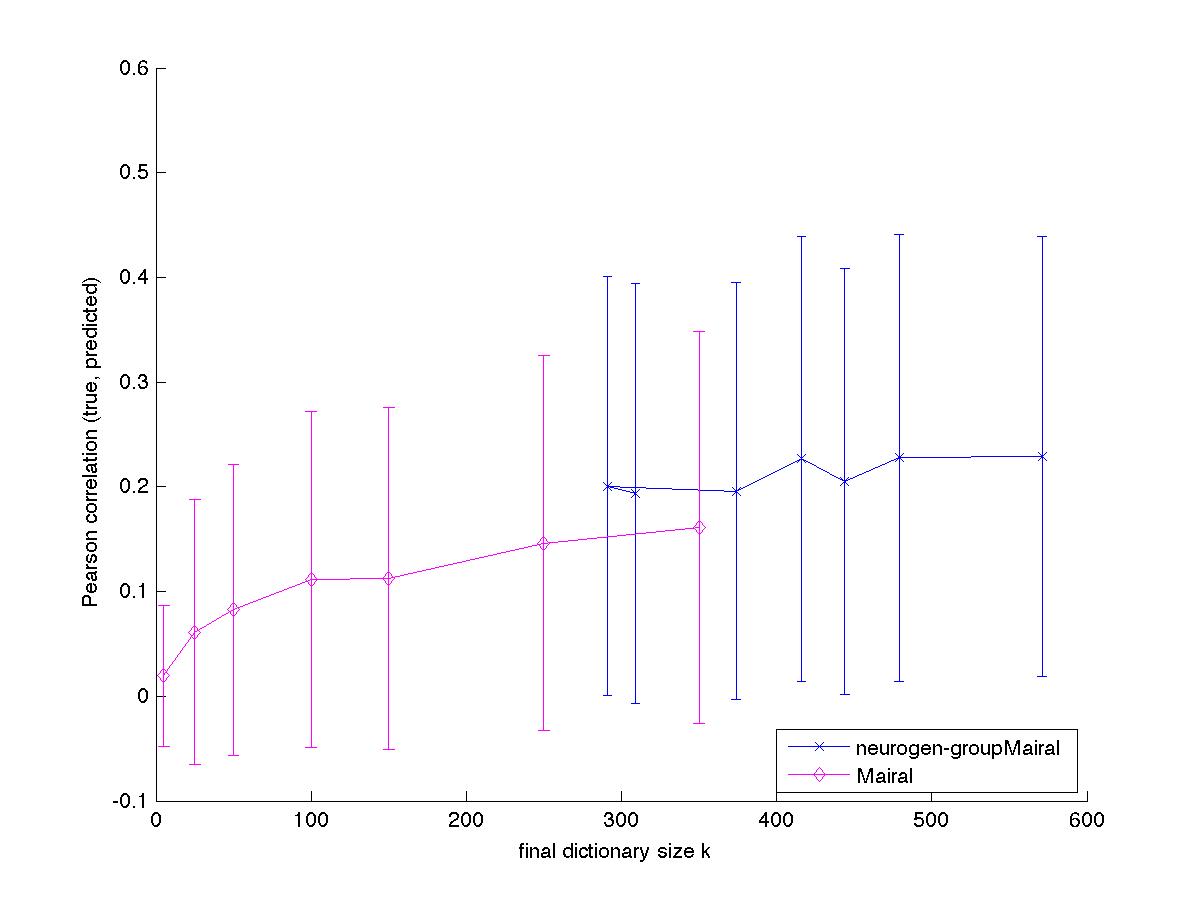 0.6
0.5
0.4
0.3
0.2
0.1
0
-0.1
Pearson correlation (true, predicted)
0 100 200 300 400 500 600
final dictionary size k
neurogen-groupMairal
Mairal